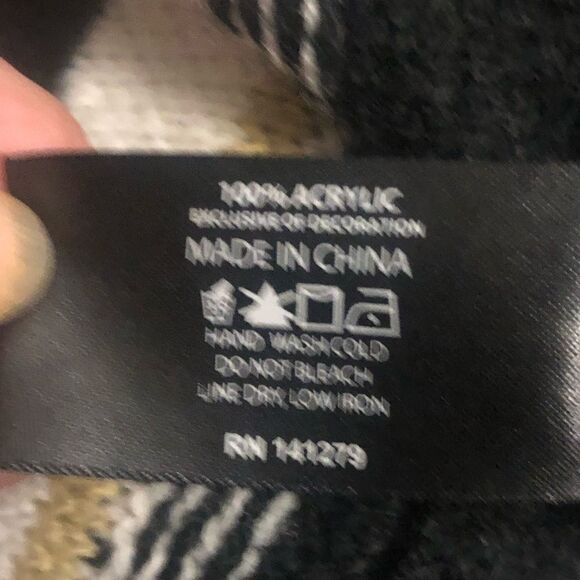 100% ACRYLIC
EXCLUSIVE OF DECORATION
MADE IN CHINA
HAND WASH COLD
DO NOT BLEACH
LINE DRY, LOW IRON
RN 141279